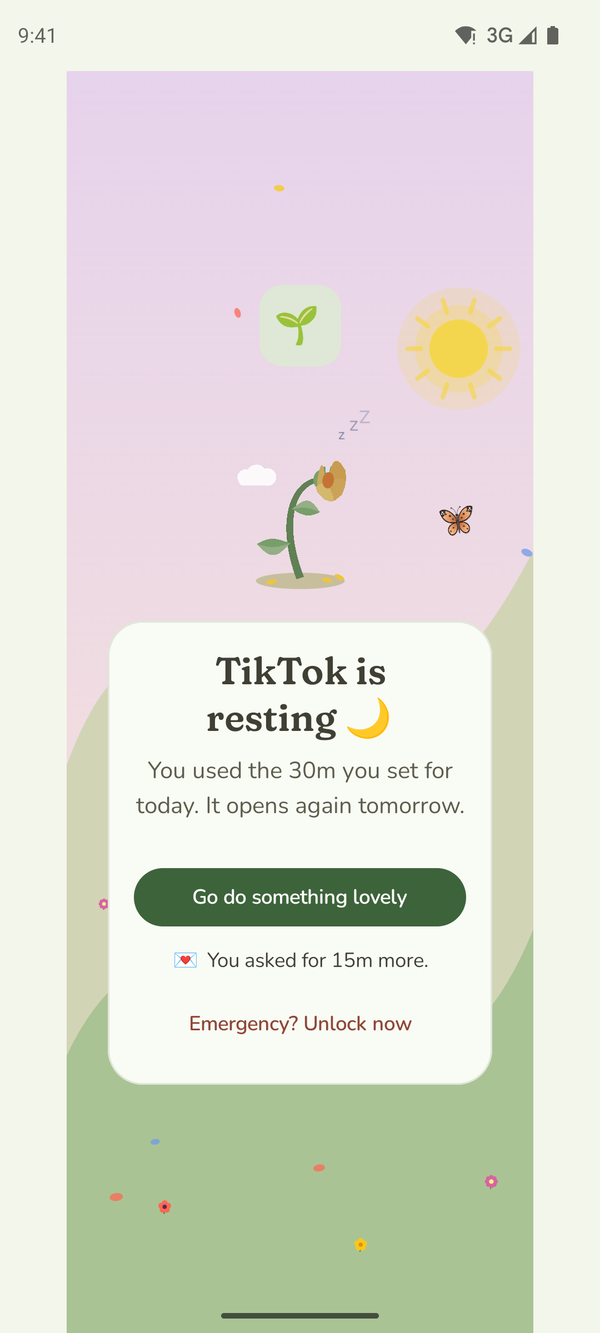 9:41
3G
z z z
TikTok is
resting 🌙
You used the 30m you set for
today. It opens again tomorrow.
Go do something lovely
💌 You asked for 15m more.
Emergency? Unlock now